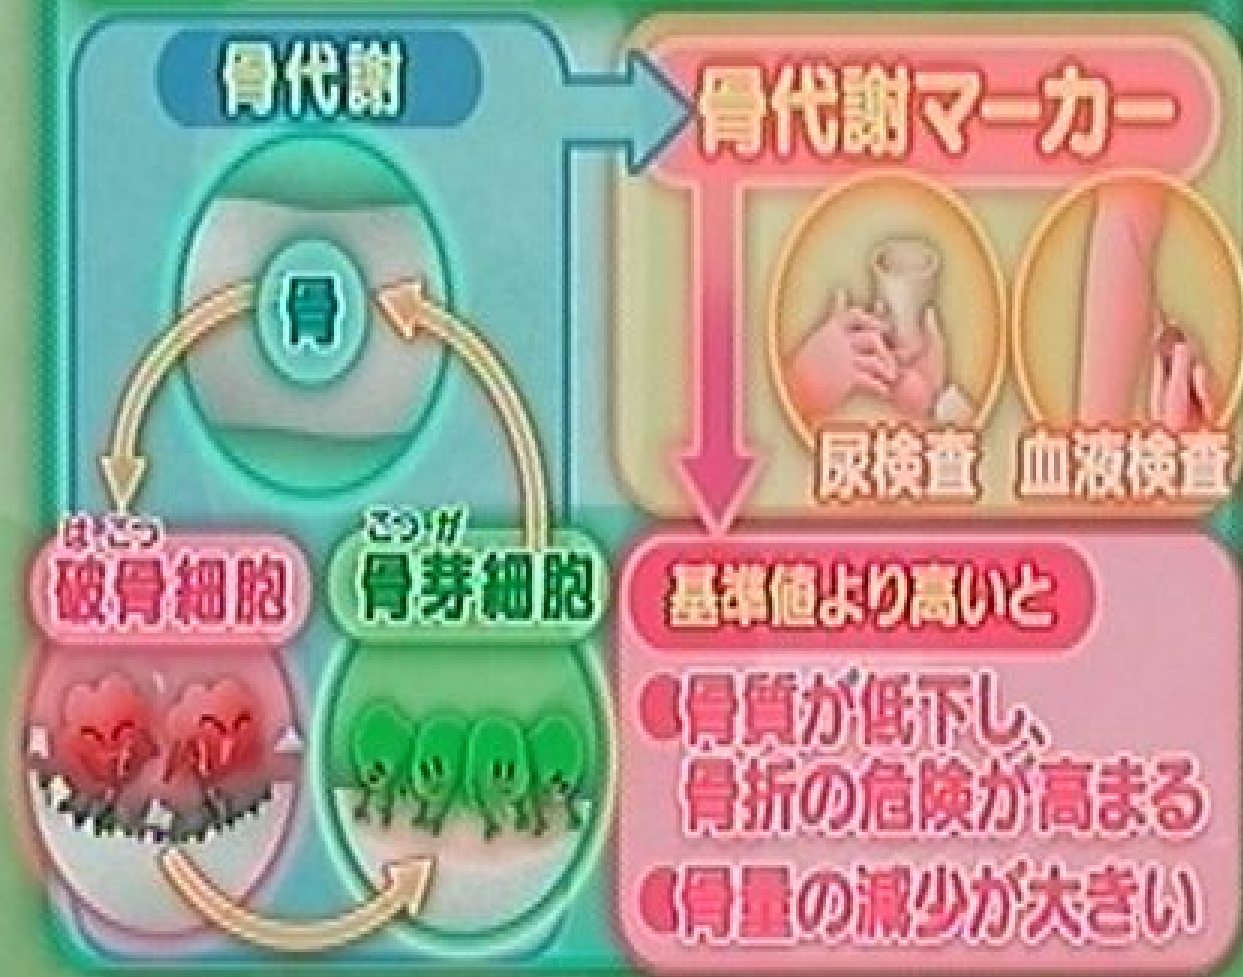 骨代謝
骨
はこつ
破骨細胞
こつが
骨芽細胞
骨代謝マーカー
尿検査
血液検査
基準値より高いと
●骨質が低下し、
骨折の危険が高まる
●骨量の減少が大きい